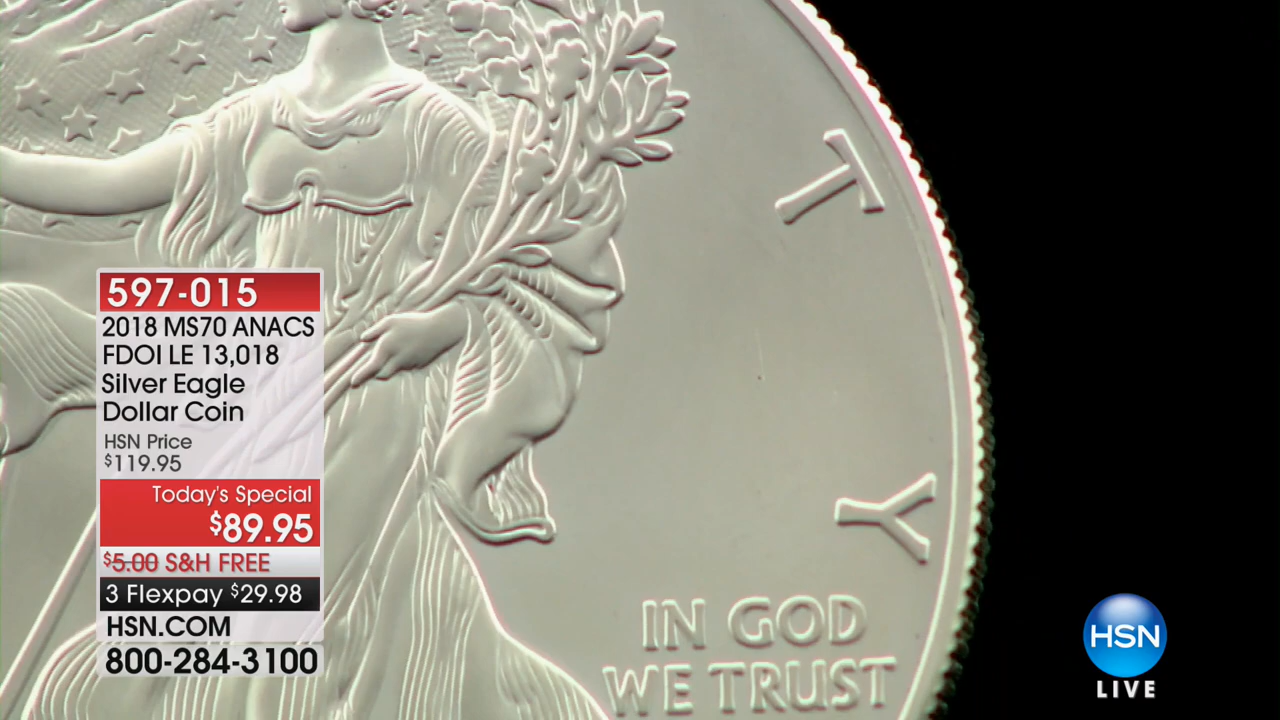 T
Y
IN GOD
WE TRUST
597-015
2018 MS70 ANACS
FDOI LE 13,018
Silver Eagle
Dollar Coin
HSN Price
$119.95
Today's Special
$89.95
$5.00 S&H FREE
3 Flexpay $29.98
HSN.COM
800-284-3100
HSN
LIVE